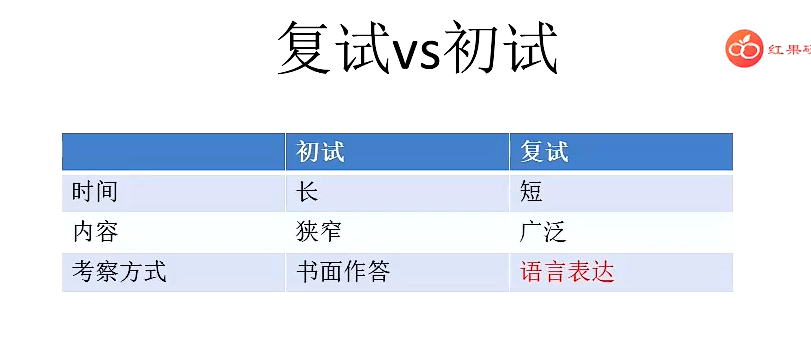 复试vs初试
红果
初试 复试
时间 长 短
内容 狭窄 广泛
考察方式 书面作答 语言表达